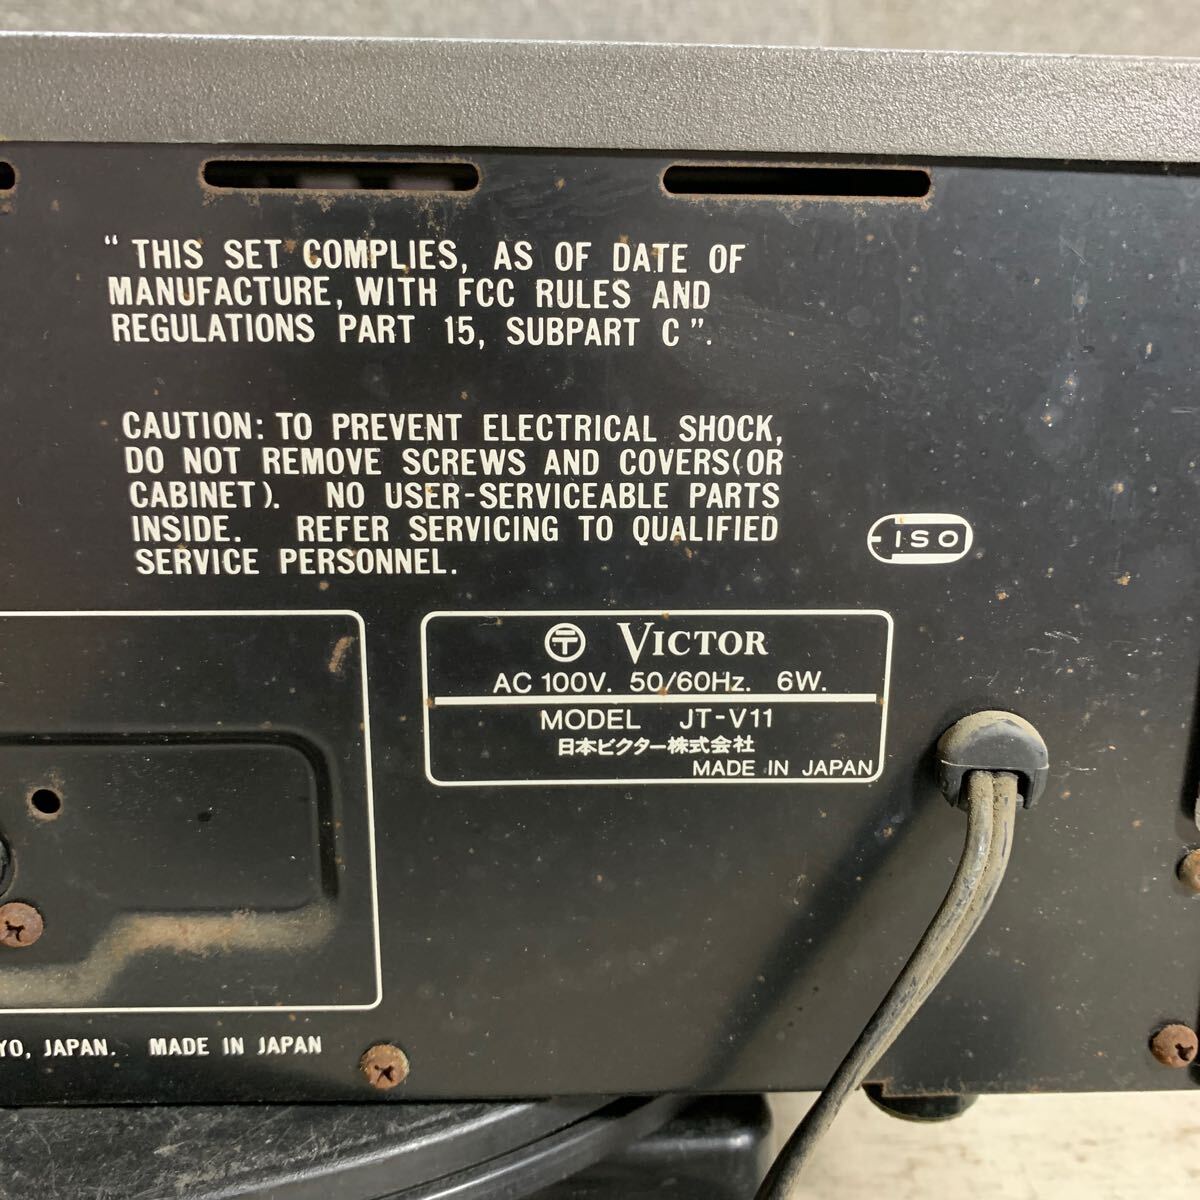 “ THIS SET COMPLIES, AS OF DATE OF
MANUFACTURE, WITH FCC RULES AND
REGULATIONS PART 15, SUBPART C ”.
CAUTION: TO PREVENT ELECTRICAL SHOCK,
DO NOT REMOVE SCREWS AND COVERS(OR
CABINET). NO USER-SERVICEABLE PARTS
INSIDE. REFER SERVICING TO QUALIFIED
SERVICE PERSONNEL.
ISO
〒 VICTOR
AC 100V. 50/60Hz. 6W.
MODEL JT-V11
日本ビクター株式会社
MADE IN JAPAN
YO, JAPAN. MADE IN JAPAN